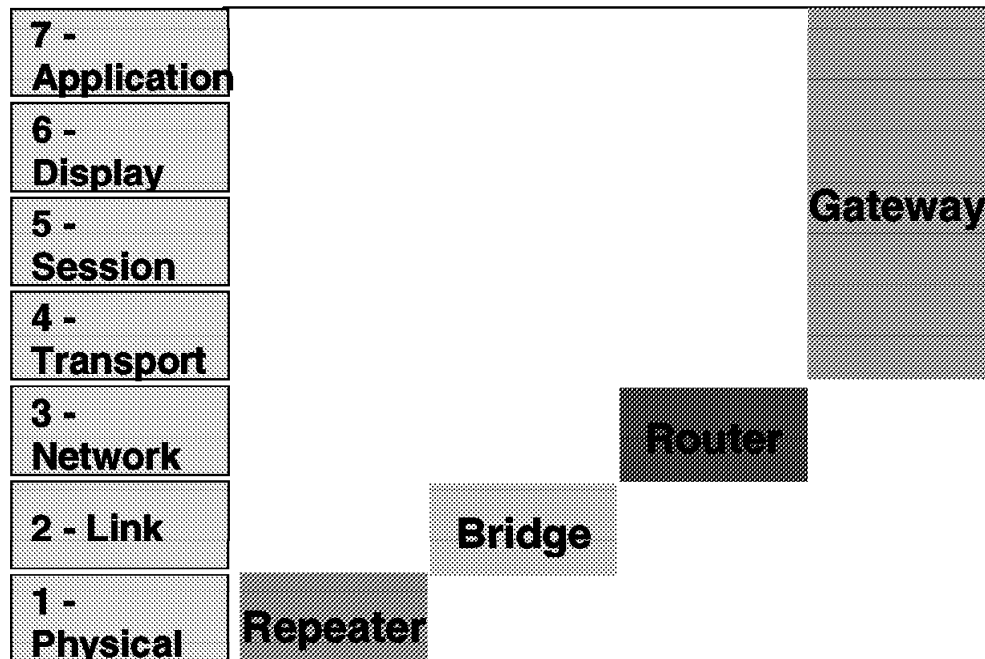 7 -
Application
6 -
Display
5 -
Session
4 -
Transport
3 -
Network
2 - Link
1 -
Physical
Gateway
Router
Bridge
Repeater